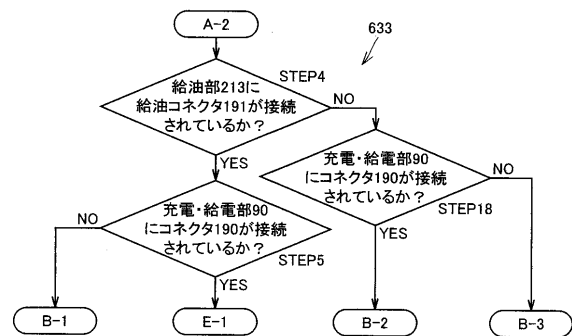 A-2
633
給油部213に
給油コネクタ191が接続
されているか？
STEP4
NO
YES
充電・給電部90
にコネクタ190が接続
されているか？
NO
STEP18
YES
NO
充電・給電部90
にコネクタ190が接続
されているか？
STEP5
YES
B-1
E-1
B-2
B-3